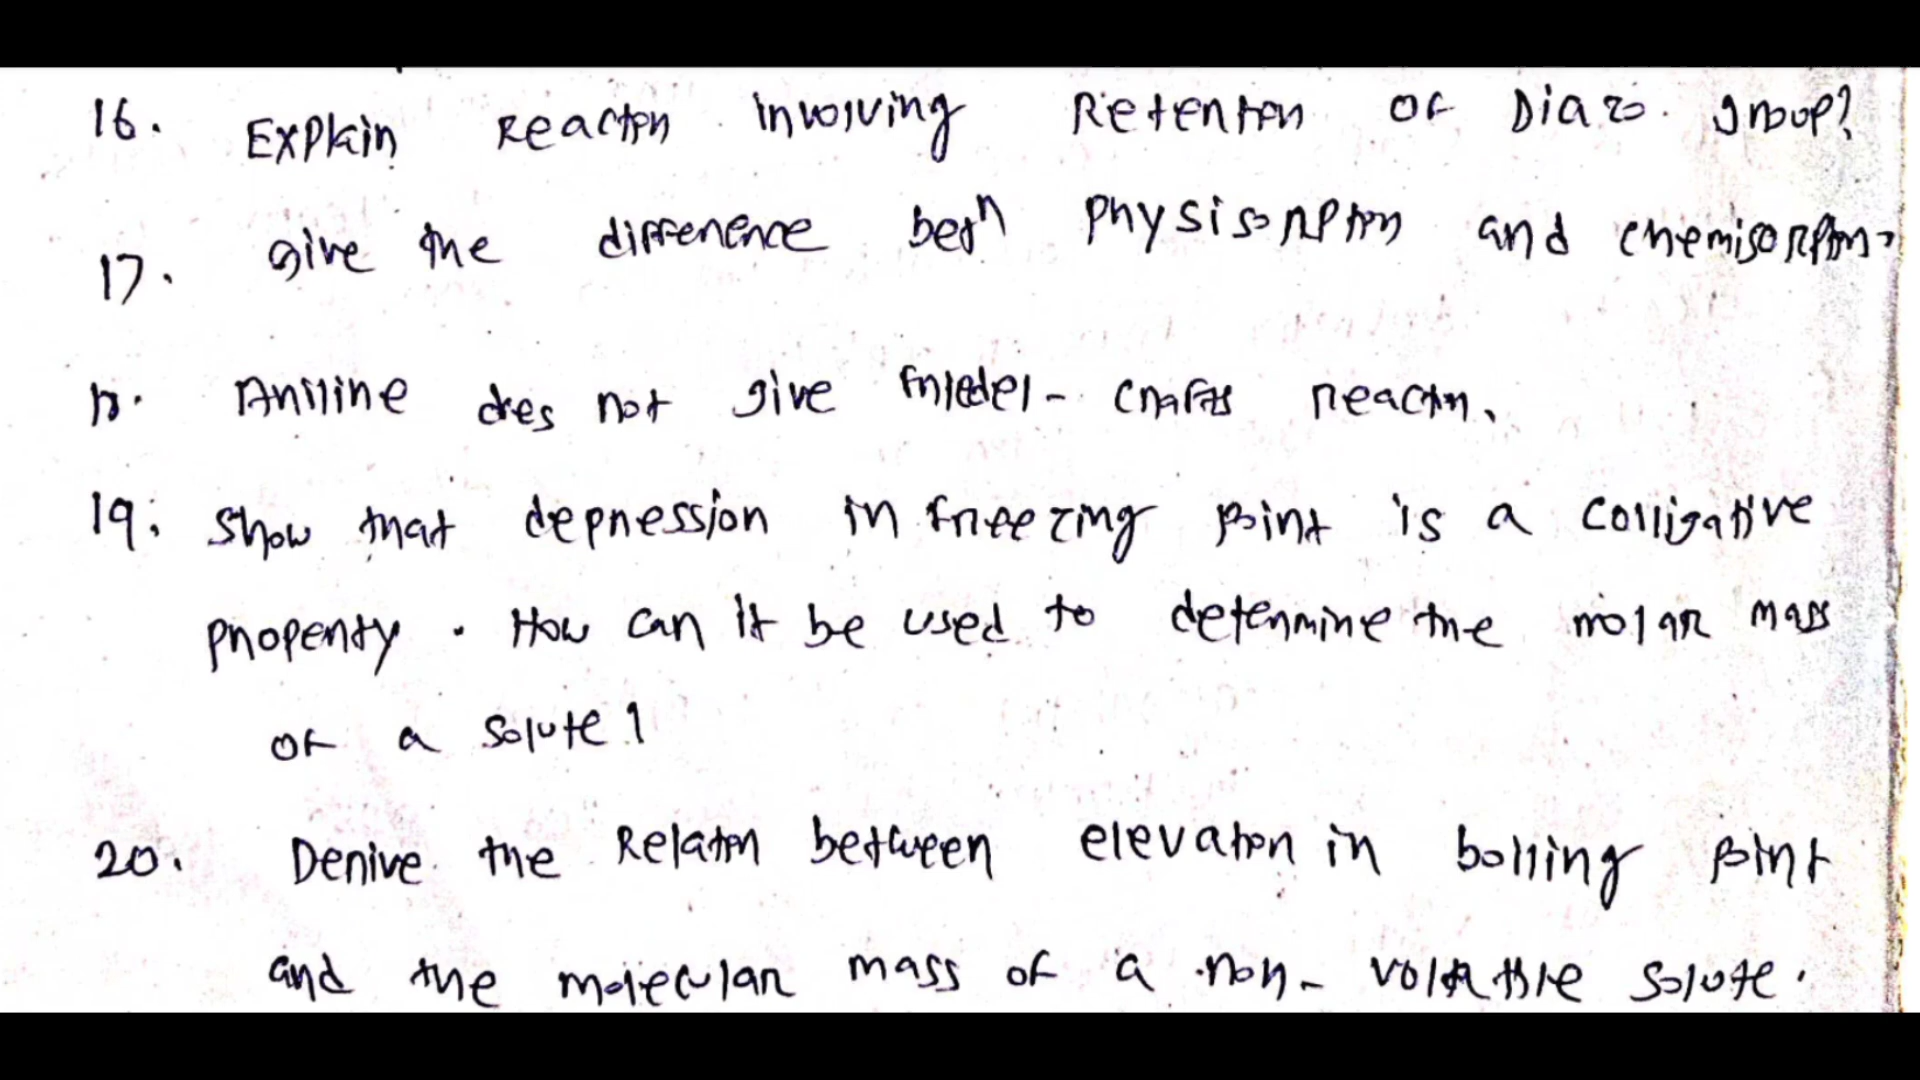 16. Explain Reaction involving Retention of Diazo group?
17. give the difference betn physisorption and chemisorption.
18. Aniline does not give friedel-crafts reaction.
19. Show that depression in freezing point is a colligative
property. How can it be used to determine the molar mass
of a solute?
20. Derive the Relation between elevation in boiling point
and the molecular mass of a non-volatile solute.